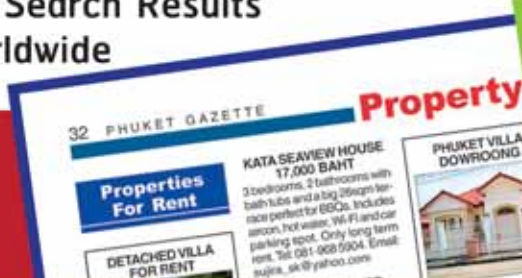 Search Results
rldwide
32 PHUKET GAZETTE
Property
Properties
For Rent
DETACHED VILLA
FOR RENT
KATA SEAVIEW HOUSE
17,000 BAHT
3 bedrooms, 2 bathrooms with
bath tubs and a big 26sqm ter-
race perfect for BBQs. Includes
aircon, hot water, Wi-Fi and car
parking spot. Only long term
rent. Tel: 081-968 5904. Email:
sujira_sk@yahoo.com
PHUKET VILLA
DOWROONG